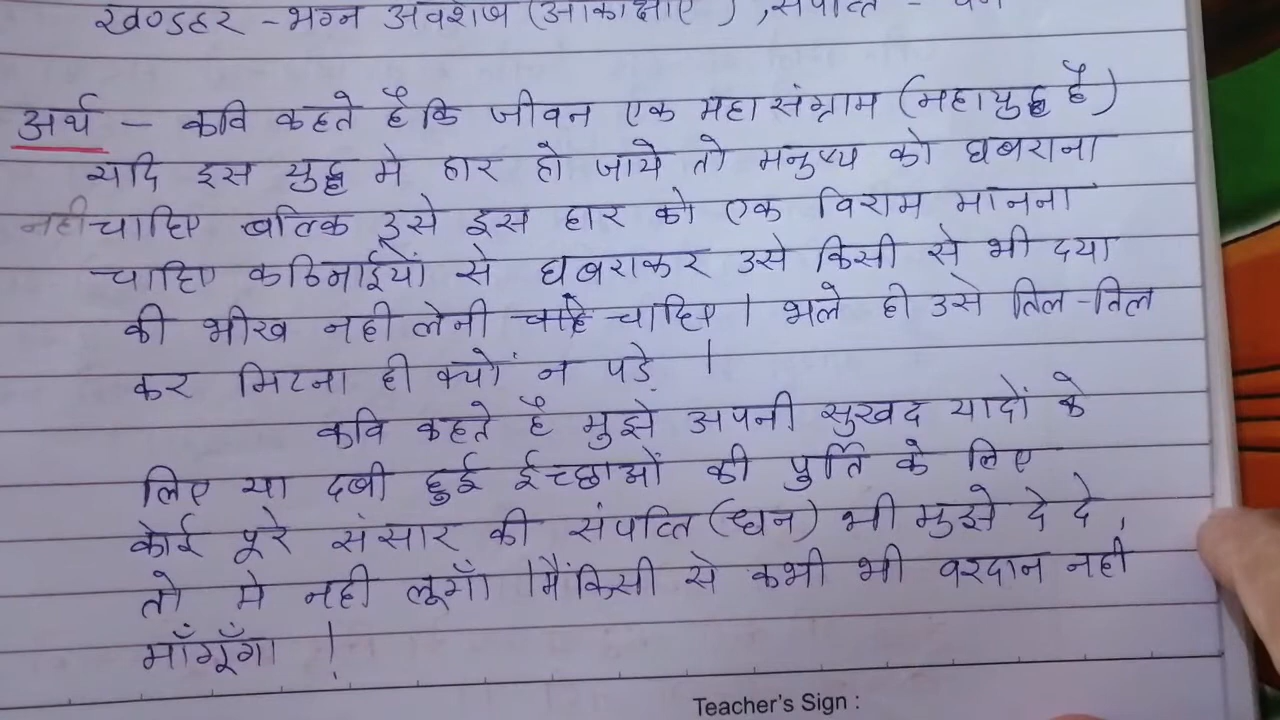 खण्डहर - भग्न अवशेष (आकांक्षाए), संपत्ति -
अर्थ - कवि कहते है कि जीवन एक महासंग्राम (महायुद्ध है)
यदि इस युद्ध मे हार हो जाये तो मनुष्य को घबराना
नही चाहिए बल्कि उसे इस हार को एक विराम मानना
चाहिए कठिनाईयों से घबराकर उसे किसी से भी दया
की भीख नही लेनी चाहिए । भले ही उसे तिल-तिल
कर मिटना ही क्यों न पड़े ।
कवि कहते है मुझे अपनी सुखद यादों के
लिए या दबी हुई ईच्छाओं की पुर्ति के लिए
कोई पूरे संसार की संपत्ति (धन) भी मुझे दे दे,
तो मे नही लूगाँ । मैं किसी से कभी भी वरदान नही
माँगूँगा ।
Teacher's Sign :